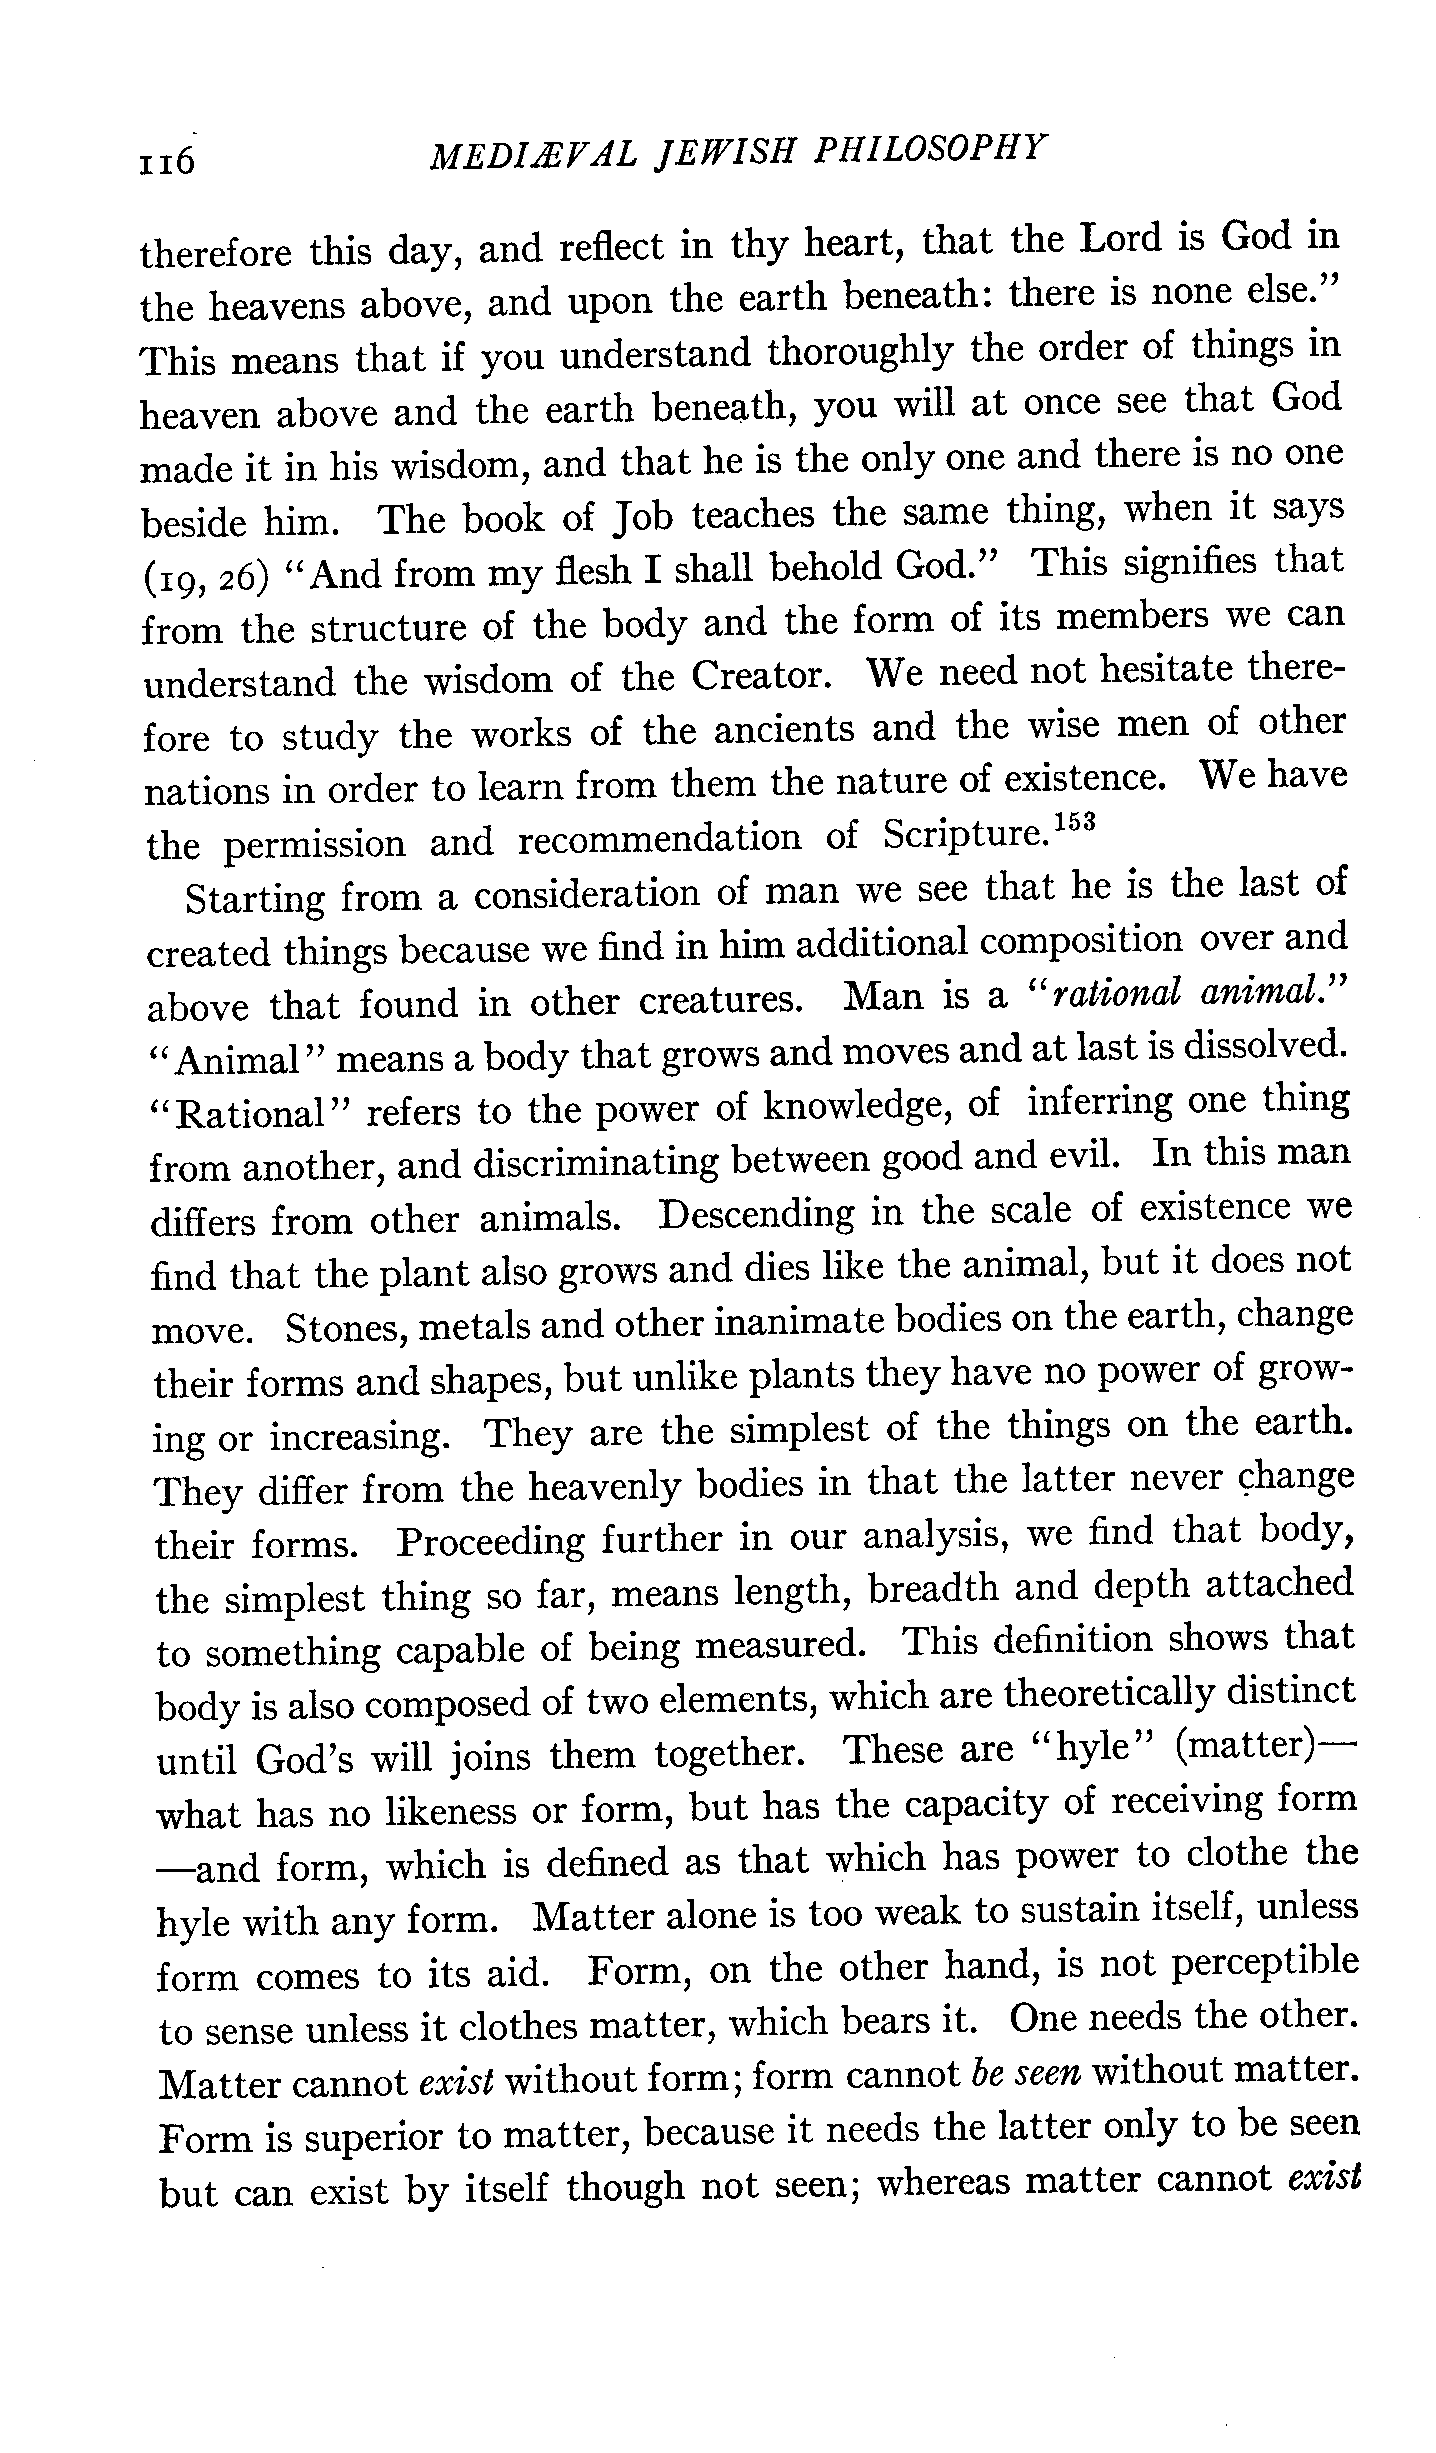 116 MEDIÆVAL JEWISH PHILOSOPHY
therefore this day, and reflect in thy heart, that the Lord is God in
the heavens above, and upon the earth beneath: there is none else.”
This means that if you understand thoroughly the order of things in
heaven above and the earth beneath, you will at once see that God
made it in his wisdom, and that he is the only one and there is no one
beside him. The book of Job teaches the same thing, when it says
(19, 26) “And from my flesh I shall behold God.” This signifies that
from the structure of the body and the form of its members we can
understand the wisdom of the Creator. We need not hesitate there-
fore to study the works of the ancients and the wise men of other
nations in order to learn from them the nature of existence. We have
the permission and recommendation of Scripture.¹⁵³
Starting from a consideration of man we see that he is the last of
created things because we find in him additional composition over and
above that found in other creatures. Man is a “rational animal.”
“Animal” means a body that grows and moves and at last is dissolved.
“Rational” refers to the power of knowledge, of inferring one thing
from another, and discriminating between good and evil. In this man
differs from other animals. Descending in the scale of existence we
find that the plant also grows and dies like the animal, but it does not
move. Stones, metals and other inanimate bodies on the earth, change
their forms and shapes, but unlike plants they have no power of grow-
ing or increasing. They are the simplest of the things on the earth.
They differ from the heavenly bodies in that the latter never change
their forms. Proceeding further in our analysis, we find that body,
the simplest thing so far, means length, breadth and depth attached
to something capable of being measured. This definition shows that
body is also composed of two elements, which are theoretically distinct
until God’s will joins them together. These are “hyle” (matter)—
what has no likeness or form, but has the capacity of receiving form
—and form, which is defined as that which has power to clothe the
hyle with any form. Matter alone is too weak to sustain itself, unless
form comes to its aid. Form, on the other hand, is not perceptible
to sense unless it clothes matter, which bears it. One needs the other.
Matter cannot exist without form; form cannot be seen without matter.
Form is superior to matter, because it needs the latter only to be seen
but can exist by itself though not seen; whereas matter cannot exist